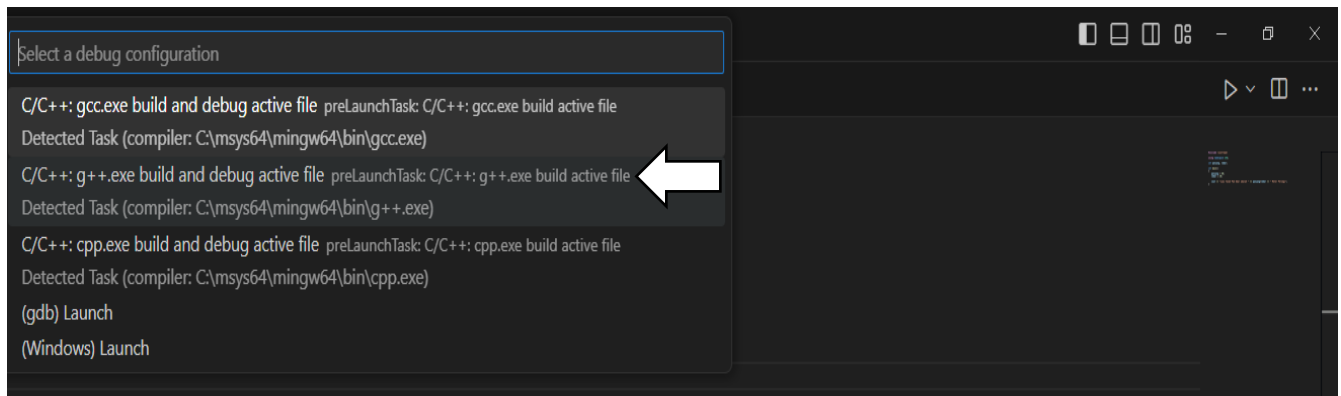 Select a debug configuration
C/C++: gcc.exe build and debug active file preLaunchTask: C/C++: gcc.exe build active file
Detected Task (compiler: C:\msys64\mingw64\bin\gcc.exe)
C/C++: g++.exe build and debug active file preLaunchTask: C/C++: g++.exe build active file
Detected Task (compiler: C:\msys64\mingw64\bin\g++.exe)
C/C++: cpp.exe build and debug active file preLaunchTask: C/C++: cpp.exe build active file
Detected Task (compiler: C:\msys64\mingw64\bin\cpp.exe)
(gdb) Launch
(Windows) Launch